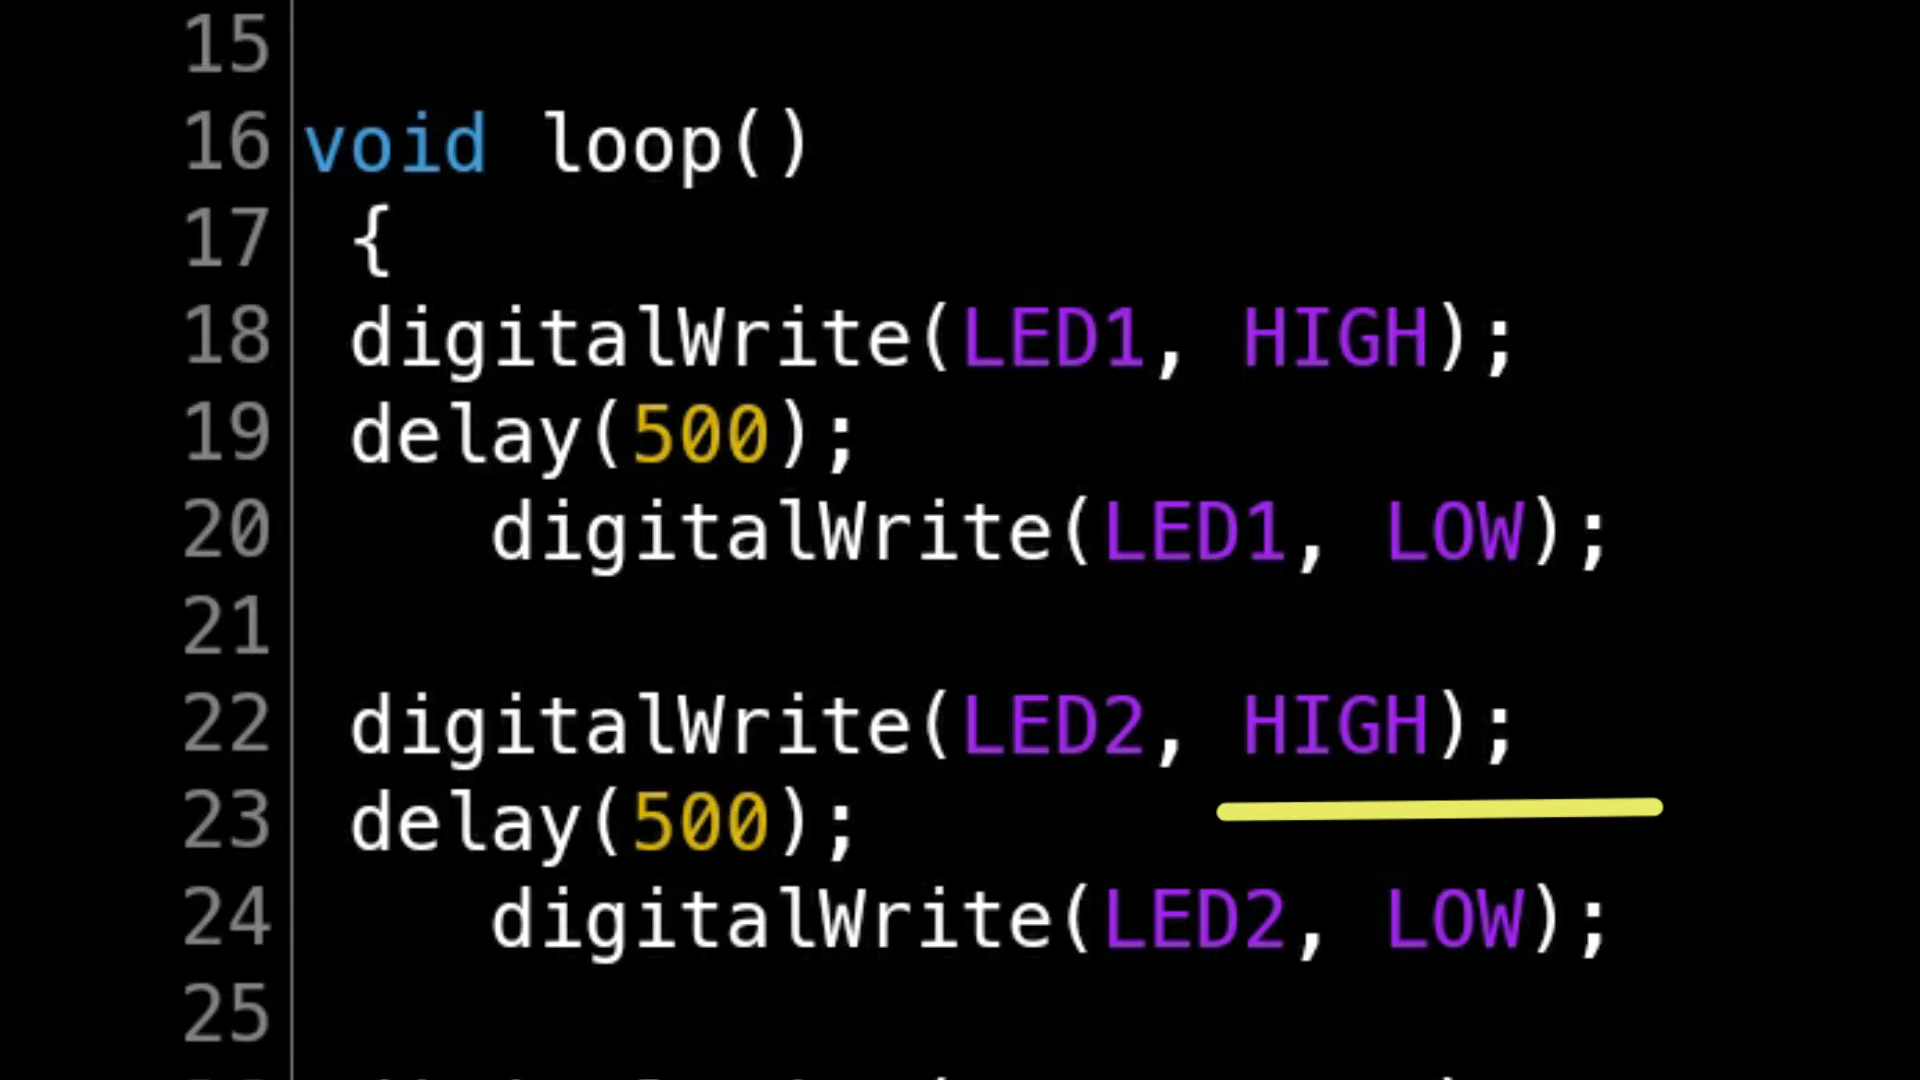 15
16 void loop()
17 {
18 digitalWrite(LED1, HIGH);
19 delay(500);
20 digitalWrite(LED1, LOW);
21
22 digitalWrite(LED2, HIGH);
23 delay(500);
24 digitalWrite(LED2, LOW);
25